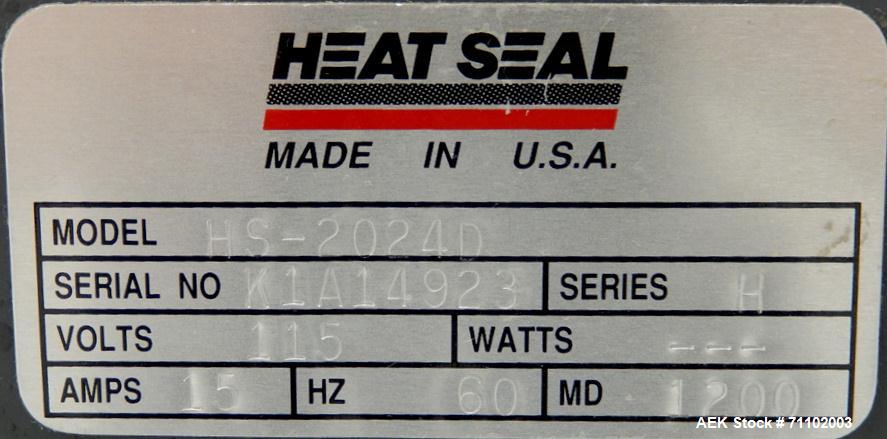 HEAT SEAL
MADE IN U.S.A.
MODEL HS-2024D
SERIAL NO K1A14923 SERIES H
VOLTS 115 WATTS ---
AMPS 15 HZ 60 MD 1200
AEK Stock # 71102003